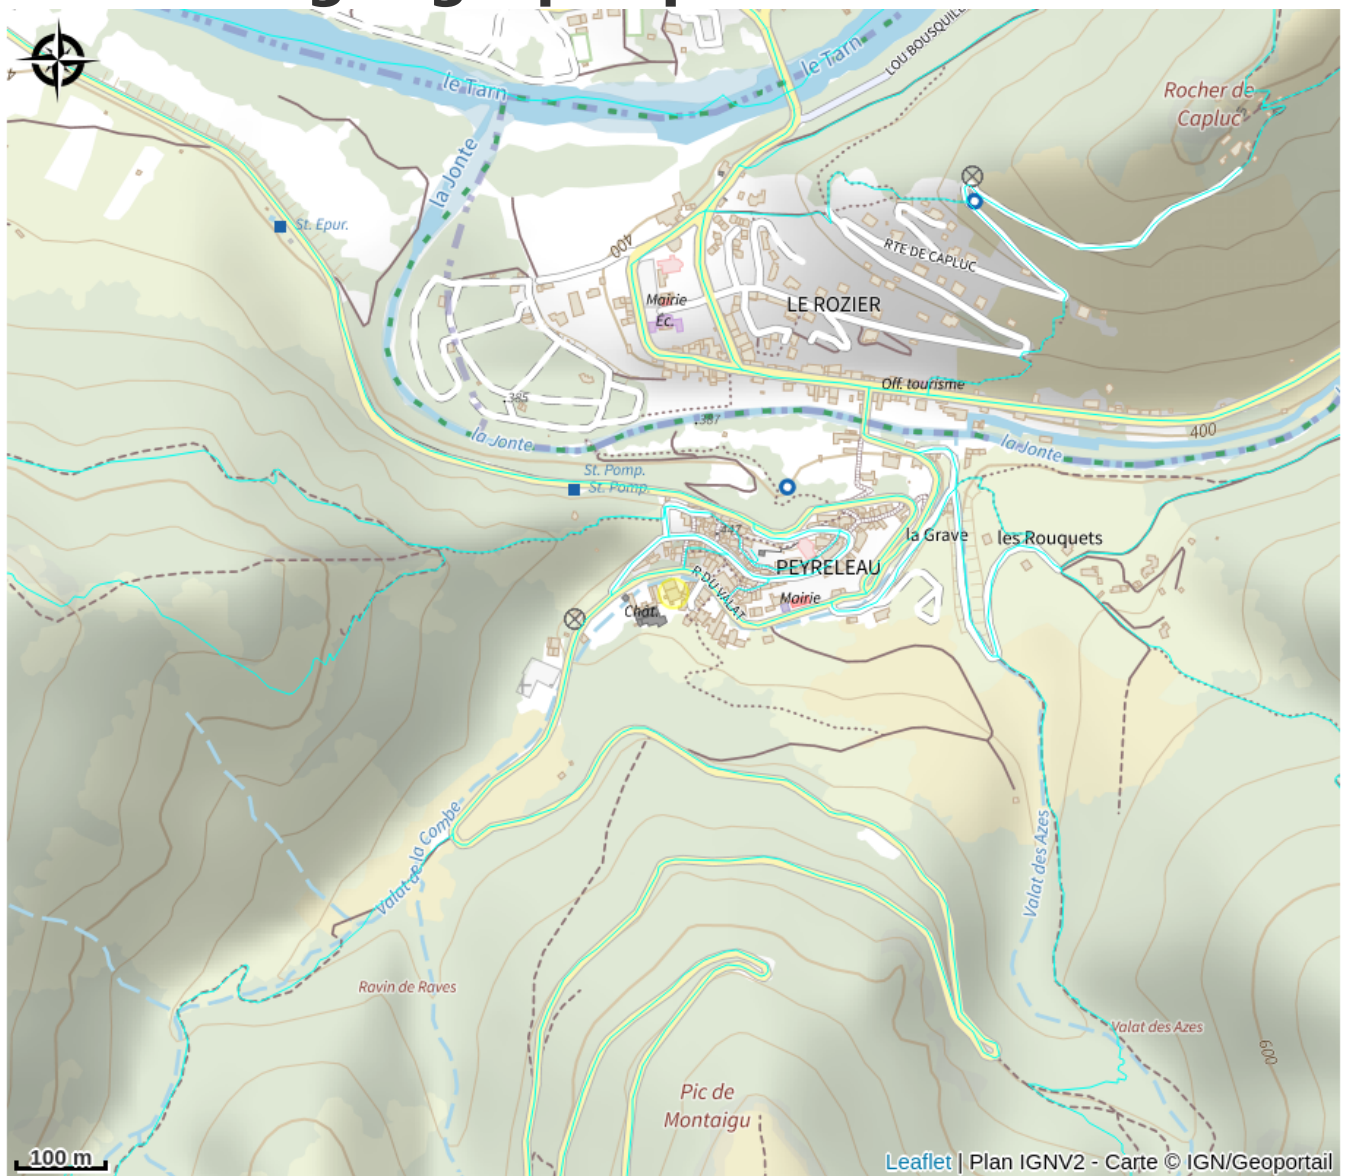 le Tarn
le Tarn
LOU BOUSQUILL
Rocher de
Capluc
la Jonte
St. Epur.
400
RTE DE CAPLUC
Mairie
Éc.
LE ROZIER
Off. tourisme
.385
.387
la Jonte
la Jonte
400
St. Pomp.
St. Pomp.
.447
la Grave
les Rouquets
PEYRELEAU
R DU VALAT
Mairie
Chât.
Valat de la Combe
Valat des Azes
Ravin de Raves
Valat des Azes
600
Pic de
Montaigu
100 m
Leaflet | Plan IGNV2 - Carte © IGN/Geoportail